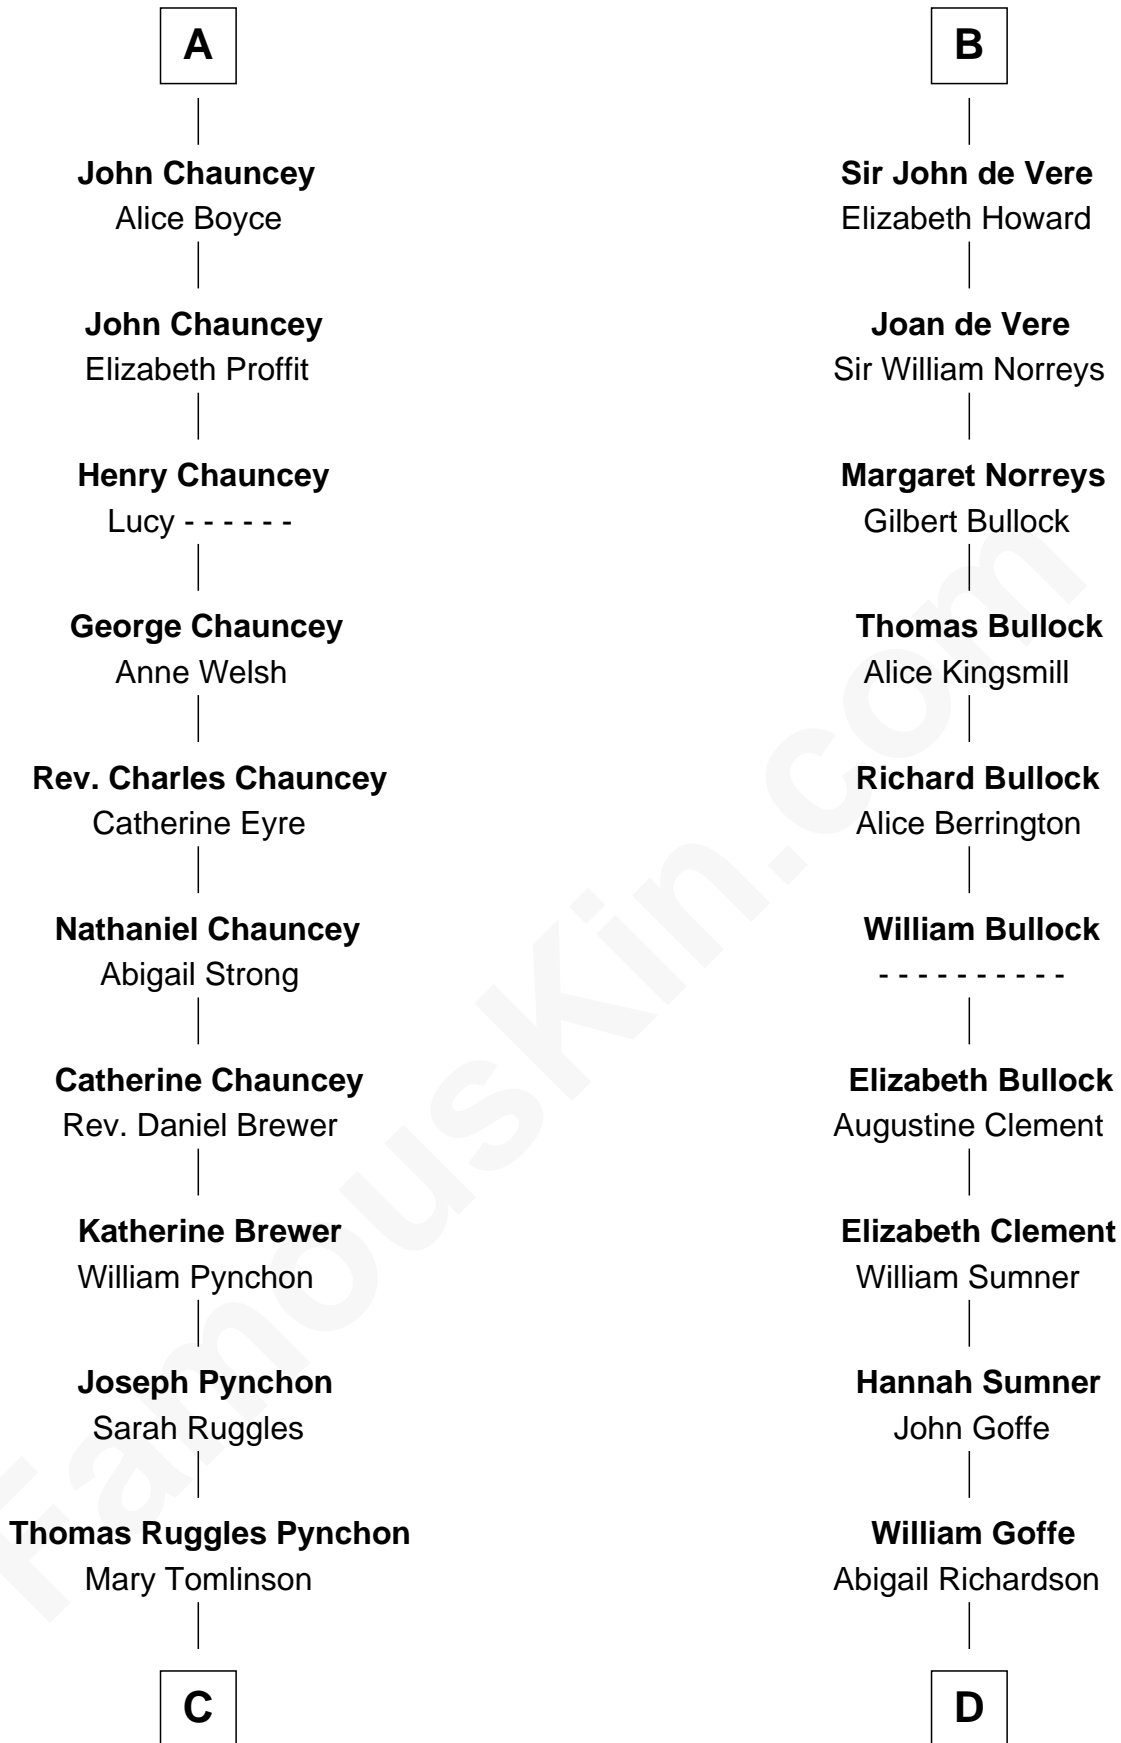 A
John Chauncey
Alice Boyce
John Chauncey
Elizabeth Proffit
Henry Chauncey
Lucy - - - - - -
George Chauncey
Anne Welsh
Rev. Charles Chauncey
Catherine Eyre
Nathaniel Chauncey
Abigail Strong
Catherine Chauncey
Rev. Daniel Brewer
Katherine Brewer
William Pynchon
Joseph Pynchon
Sarah Ruggles
Thomas Ruggles Pynchon
Mary Tomlinson
C
B
Sir John de Vere
Elizabeth Howard
Joan de Vere
Sir William Norreys
Margaret Norreys
Gilbert Bullock
Thomas Bullock
Alice Kingsmill
Richard Bullock
Alice Berrington
William Bullock
- - - - - - - - - -
Elizabeth Bullock
Augustine Clement
Elizabeth Clement
William Sumner
Hannah Sumner
John Goffe
William Goffe
Abigail Richardson
D
FamousKin.com